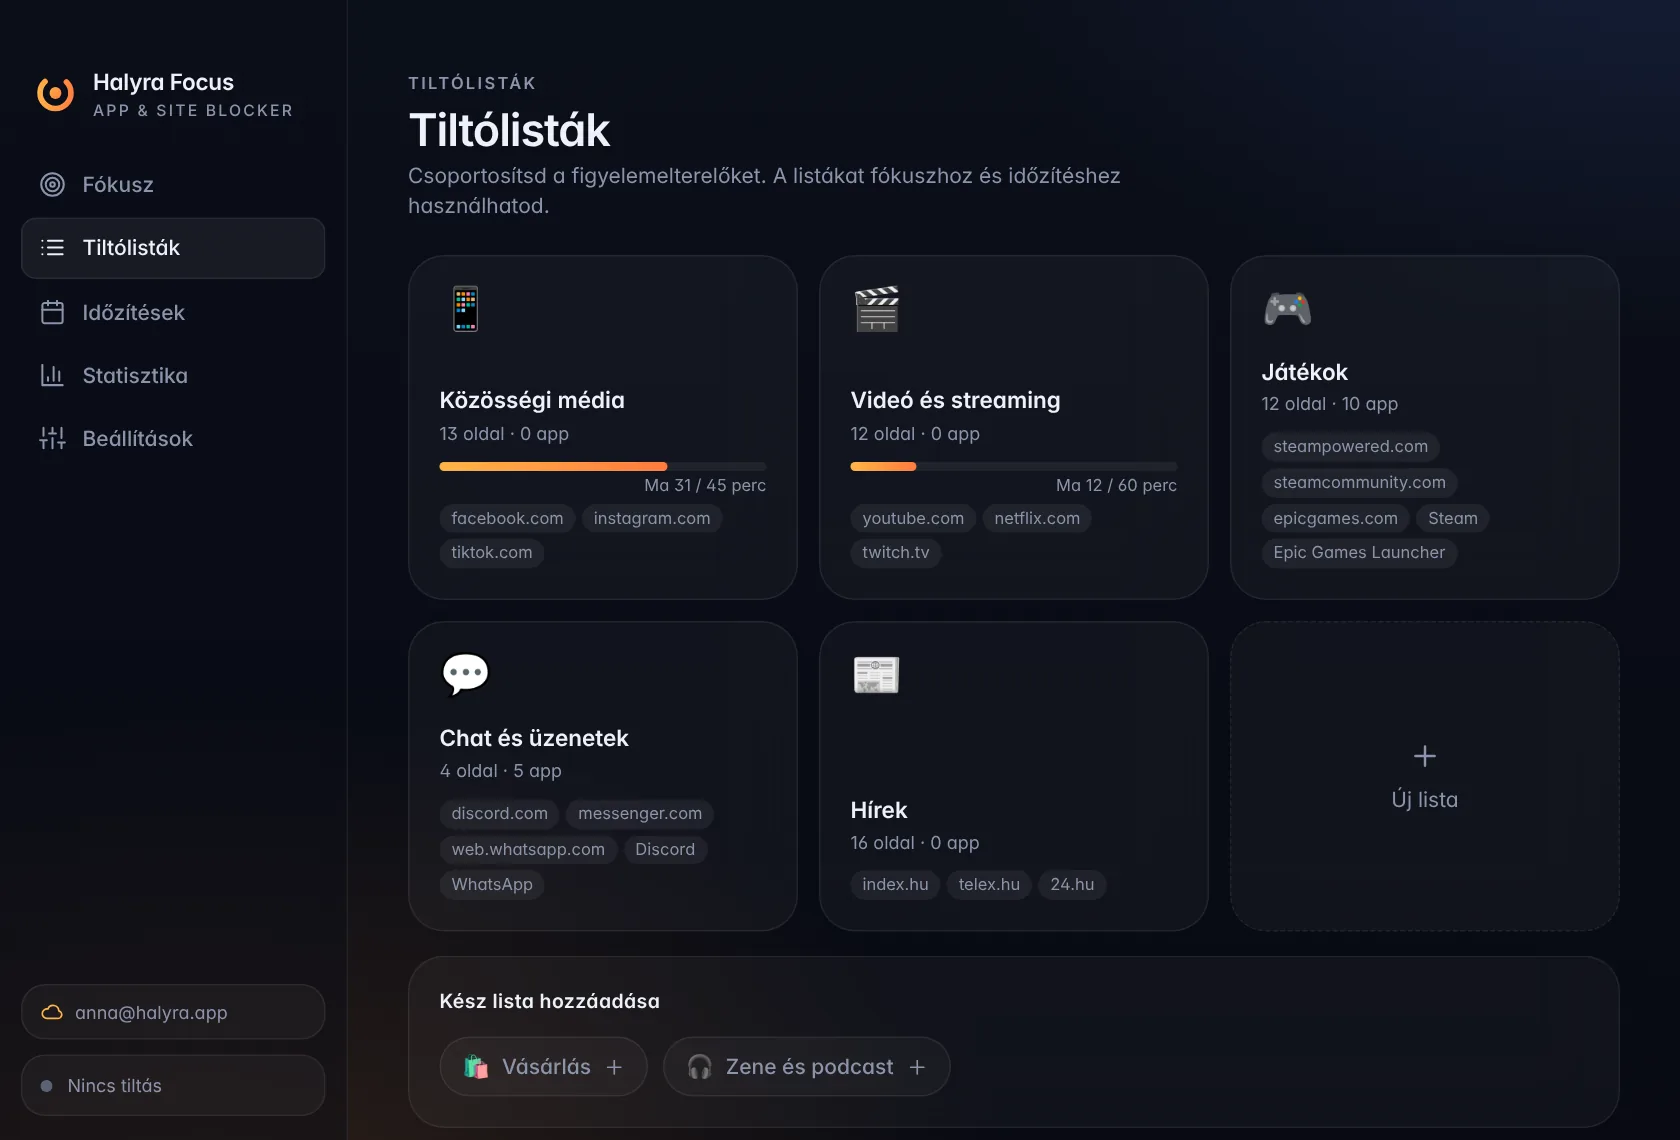 Halyra Focus
APP & SITE BLOCKER
Fókusz
Tiltólisták
Időzítések
Statisztika
Beállítások
anna@halyra.app
Nincs tiltás
TILTÓLISTÁK
Tiltólisták
Csoportosítsd a figyelemelterelőket. A listákat fókuszhoz és időzítéshez
használhatod.
Közösségi média
13 oldal · 0 app
Ma 31 / 45 perc
facebook.com instagram.com
tiktok.com
Videó és streaming
12 oldal · 0 app
Ma 12 / 60 perc
youtube.com netflix.com
twitch.tv
Játékok
12 oldal · 10 app
steampowered.com
steamcommunity.com
epicgames.com Steam
Epic Games Launcher
Chat és üzenetek
4 oldal · 5 app
discord.com messenger.com
web.whatsapp.com Discord
WhatsApp
Hírek
16 oldal · 0 app
index.hu telex.hu 24.hu
+
Új lista
Kész lista hozzáadása
Vásárlás + Zene és podcast +